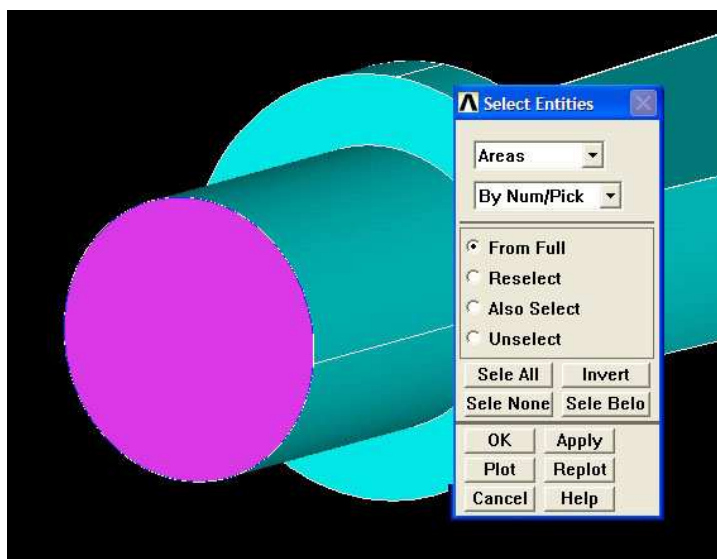 Select Entities
Areas
By Num/Pick
From Full
Reselect
Also Select
Unselect
Sele All Invert
Sele None Sele Belo
OK Apply
Plot Replot
Cancel Help